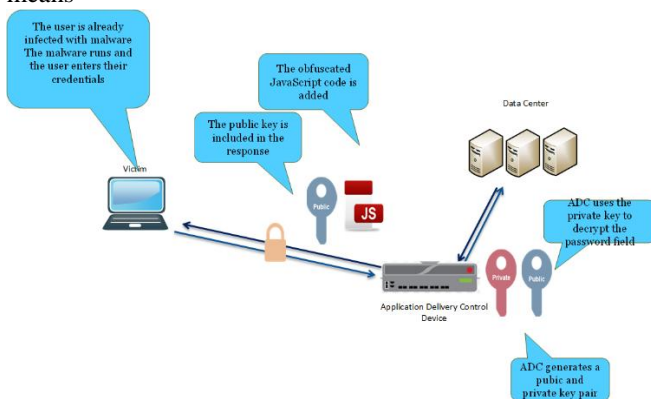 means
The user is already
infected with malware
The malware runs and
the user enters their
credentials
The obfuscated
JavaScript code is
added
The public key is
included in the
response
Data Center
Victim
Public
JS
ADC uses the
private key to
decrypt the
password field
Private
Public
Application Delivery Control
Device
ADC generates a
pubic and
private key pair